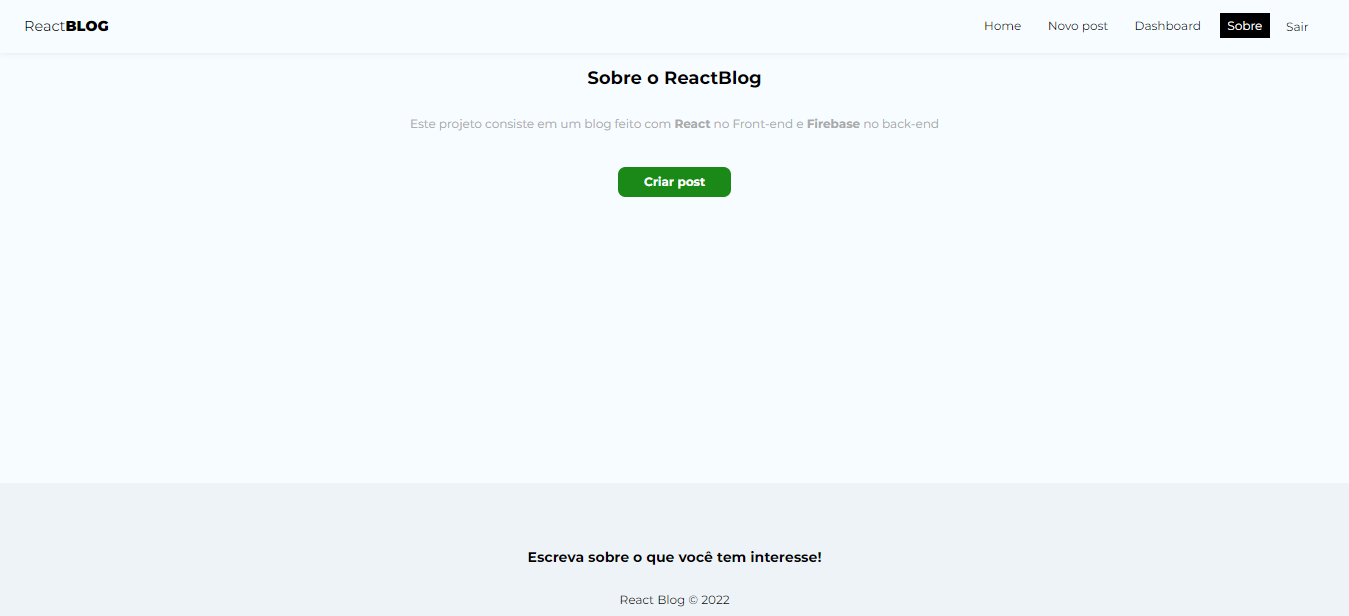 ReactBLOG
Home Novo post Dashboard Sobre Sair
Sobre o ReactBlog
Este projeto consiste em um blog feito com React no Front-end e Firebase no back-end
Criar post
Escreva sobre o que você tem interesse!
React Blog © 2022